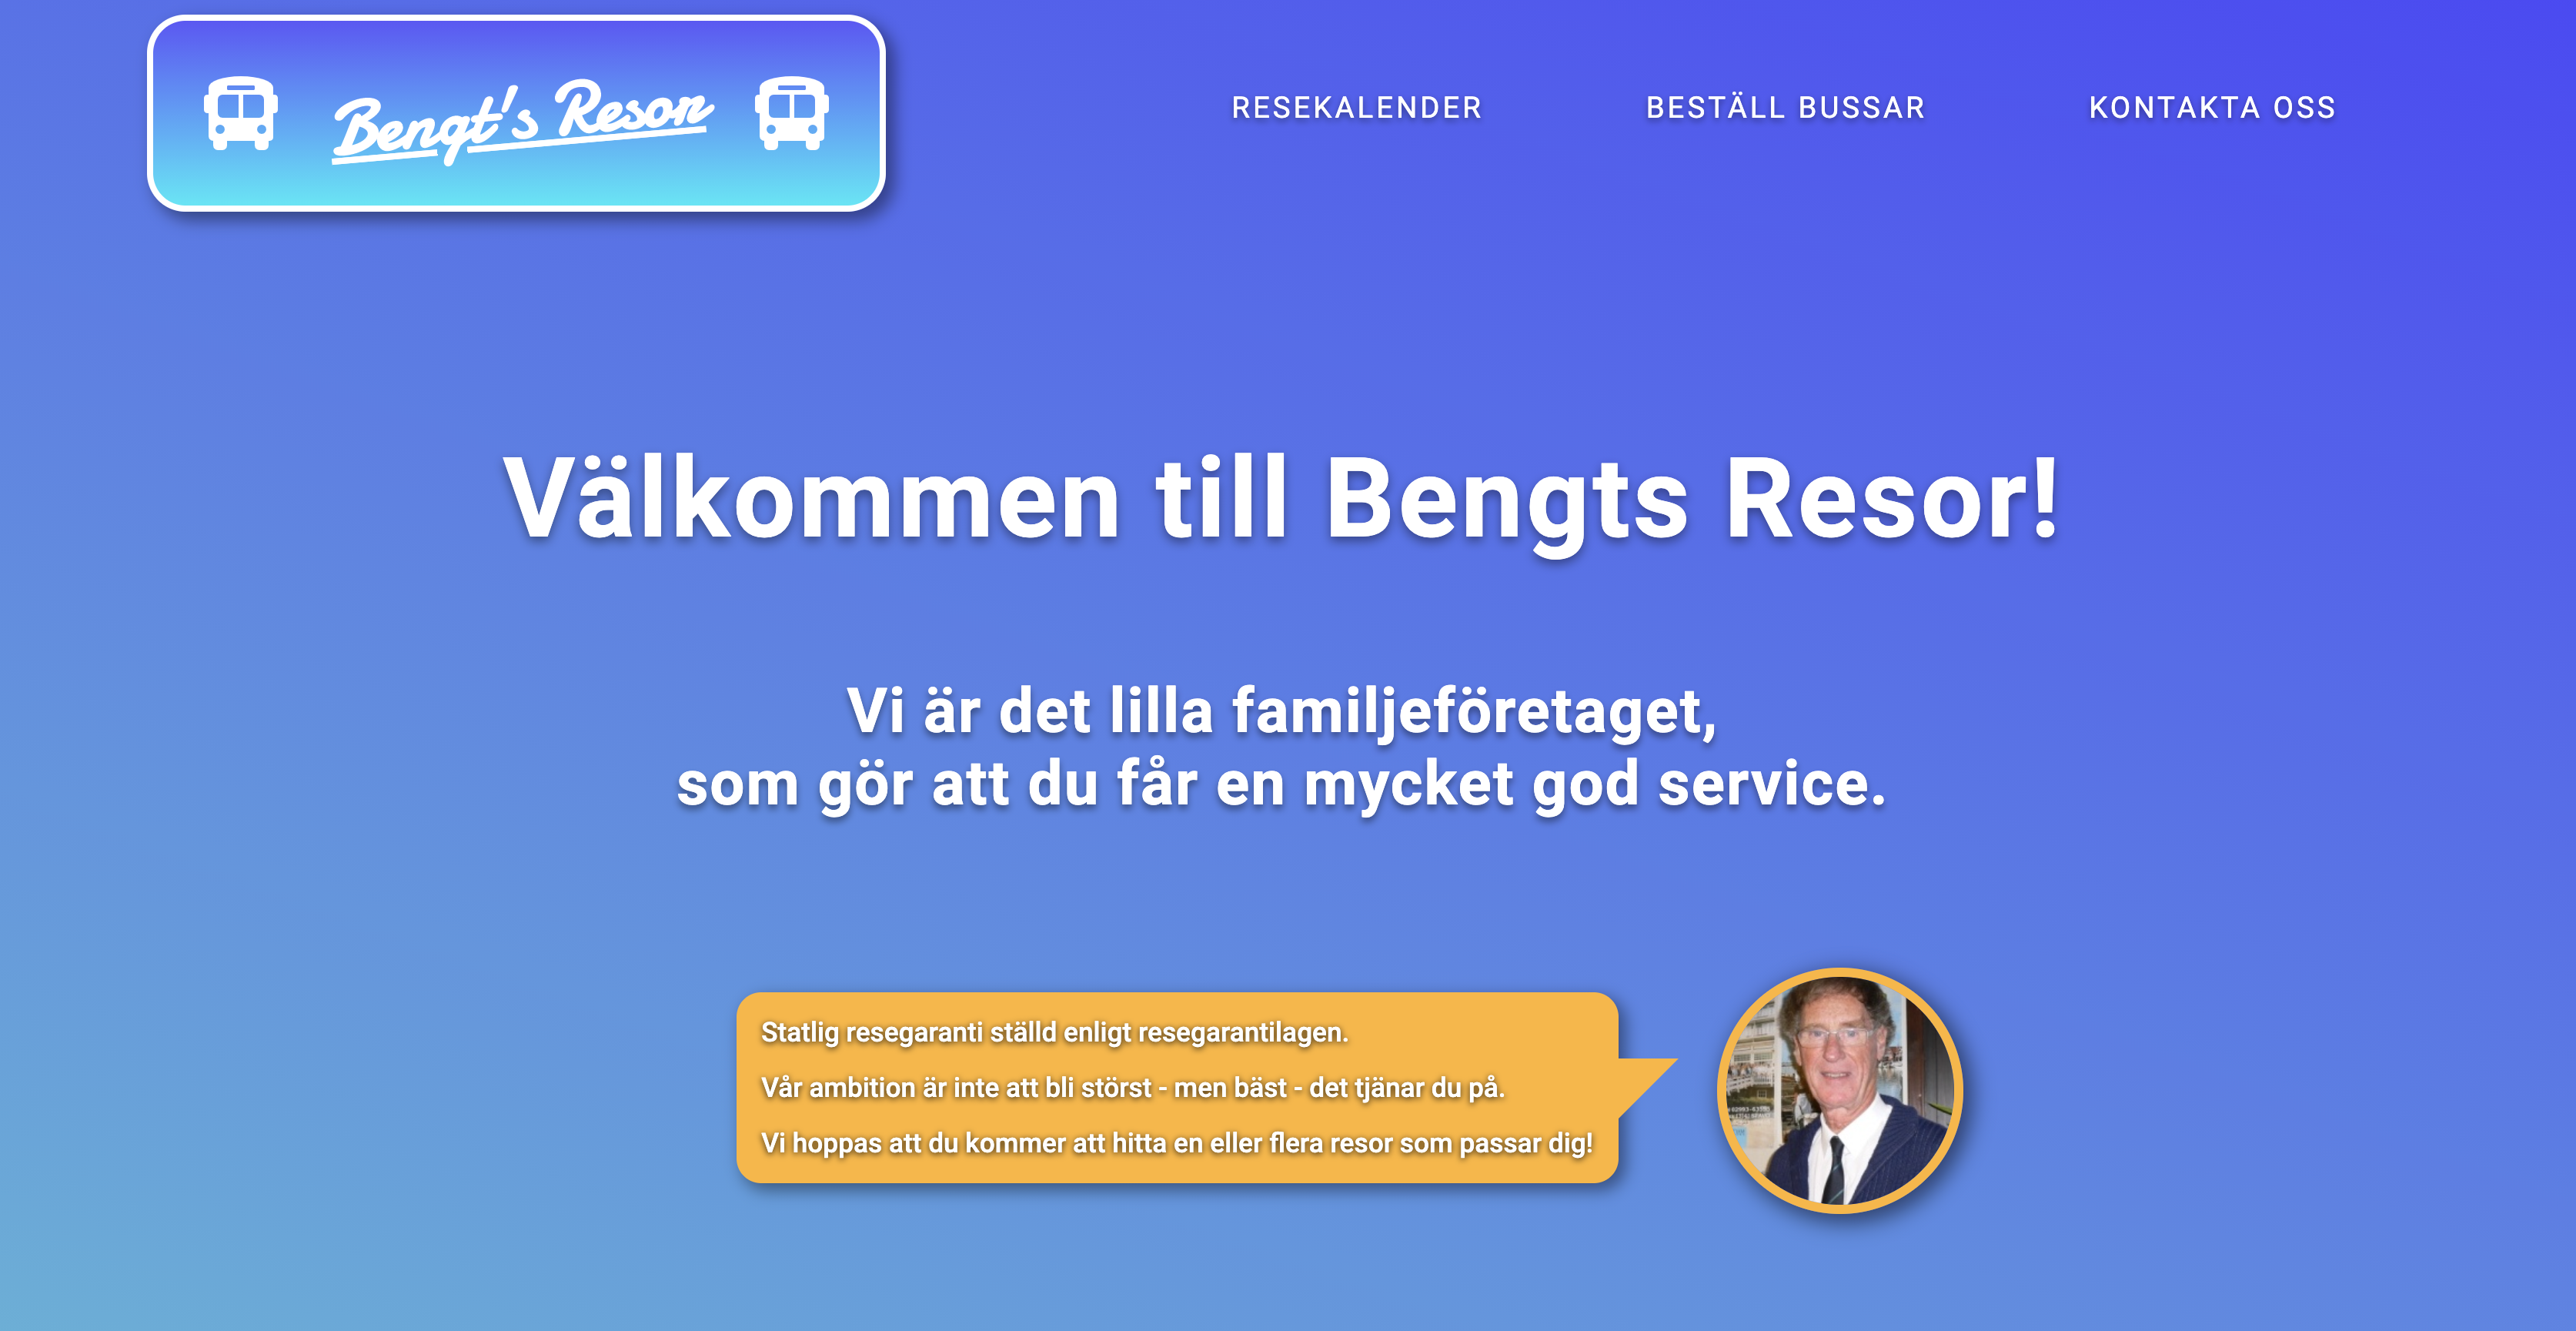 Bengt's Resor
RESEKALENDER
BESTÄLL BUSSAR
KONTAKTA OSS
Välkommen till Bengts Resor!
Vi är det lilla familjeföretaget,
som gör att du får en mycket god service.
Statlig resegaranti ställd enligt resegarantilagen.
Vår ambition är inte att bli störst - men bäst - det tjänar du på.
Vi hoppas att du kommer att hitta en eller flera resor som passar dig!